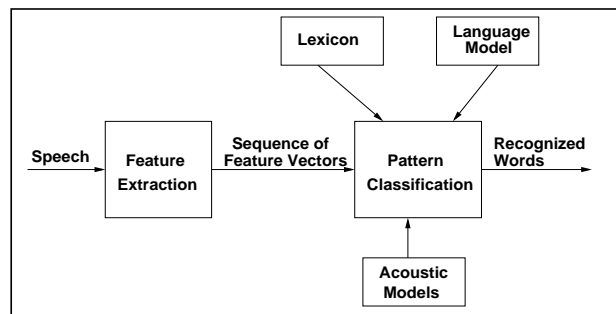 Lexicon
Language
Model
Speech
Feature
Extraction
Sequence of
Feature Vectors
Pattern
Classification
Recognized
Words
Acoustic
Models